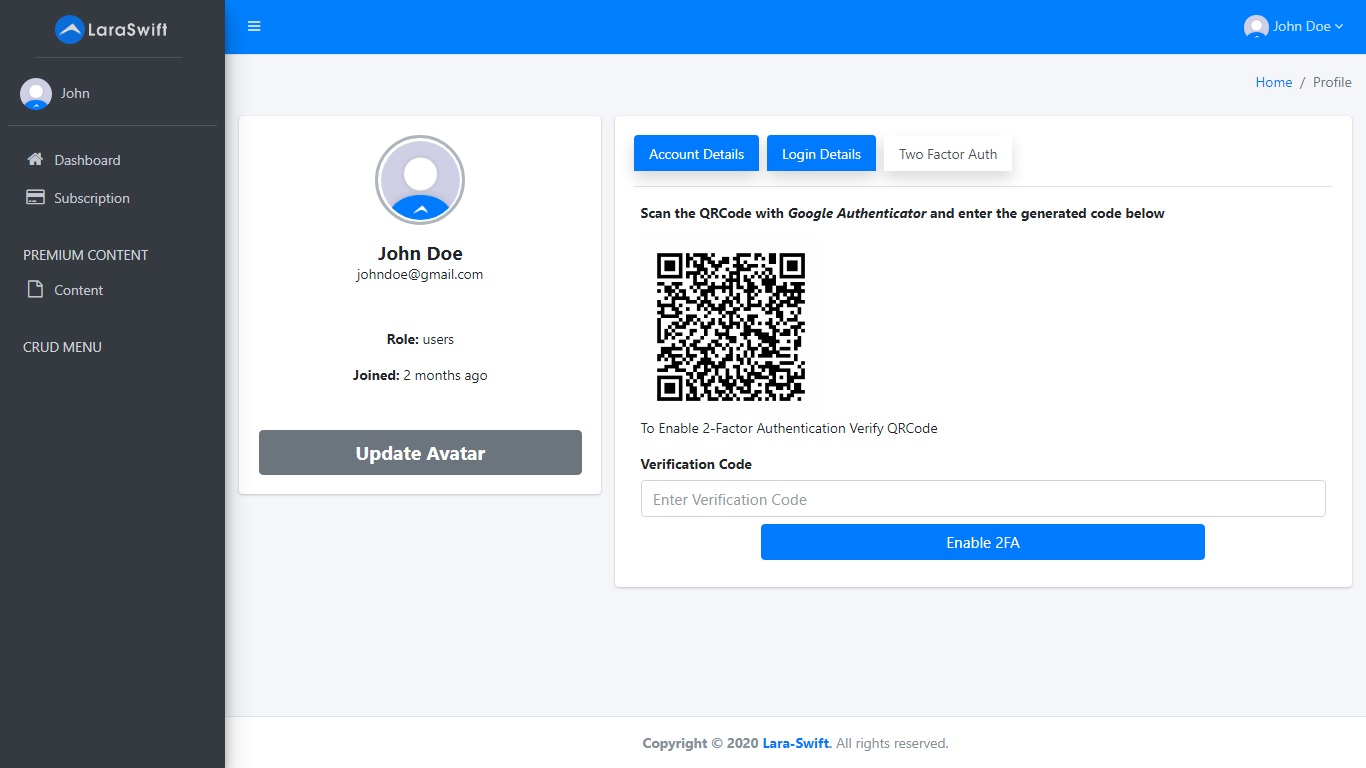 LaraSwift
John Doe
John
Home / Profile
Dashboard
Subscription
PREMIUM CONTENT
Content
CRUD MENU
John Doe
johndoe@gmail.com
Role: users
Joined: 2 months ago
Update Avatar
Account Details Login Details Two Factor Auth
Scan the QRCode with Google Authenticator and enter the generated code below
To Enable 2-Factor Authentication Verify QRCode
Verification Code
Enter Verification Code
Enable 2FA
Copyright © 2020 Lara-Swift. All rights reserved.